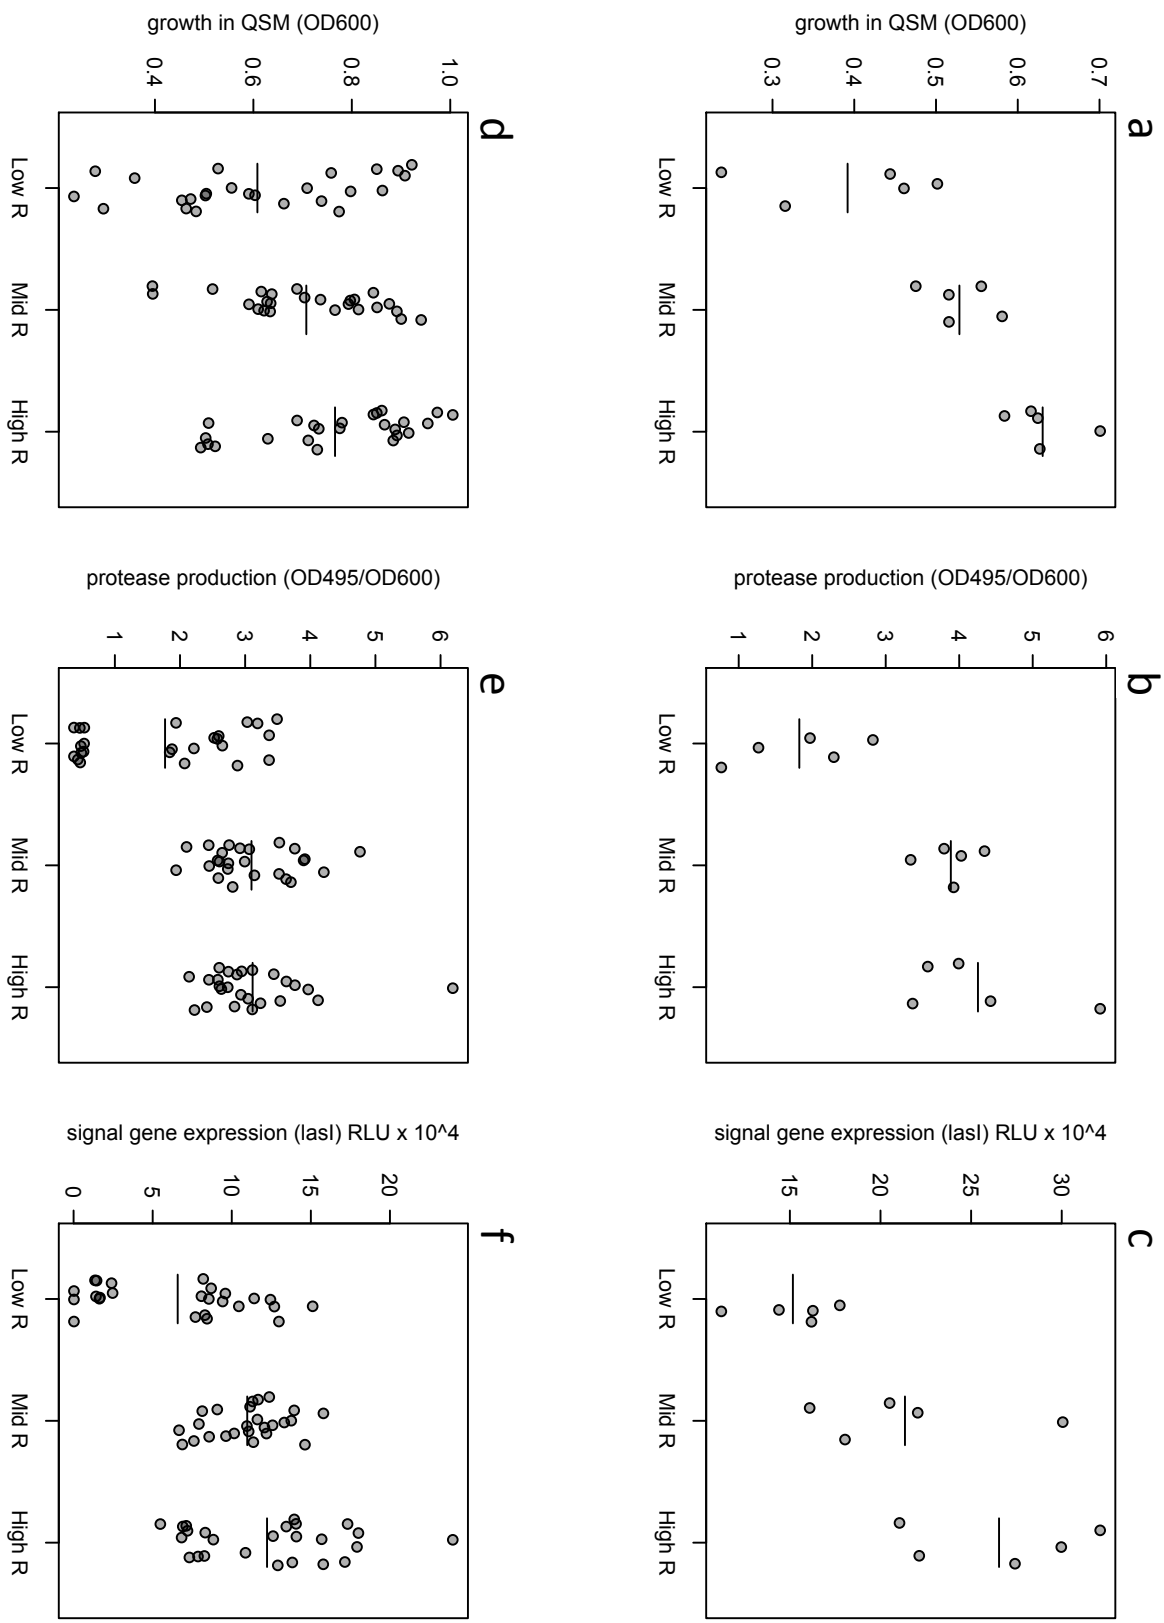 a
growth in QSM (OD600)
0.3 0.4 0.5 0.6 0.7
Low R Mid R High R
b
protease production (OD495/OD600)
1 2 3 4 5 6
Low R Mid R High R
c
signal gene expression (lasI) RLU x 10^4
15 20 25 30
Low R Mid R High R
d
growth in QSM (OD600)
0.4 0.6 0.8 1.0
Low R Mid R High R
e
protease production (OD495/OD600)
1 2 3 4 5 6
Low R Mid R High R
f
signal gene expression (lasI) RLU x 10^4
0 5 10 15 20
Low R Mid R High R